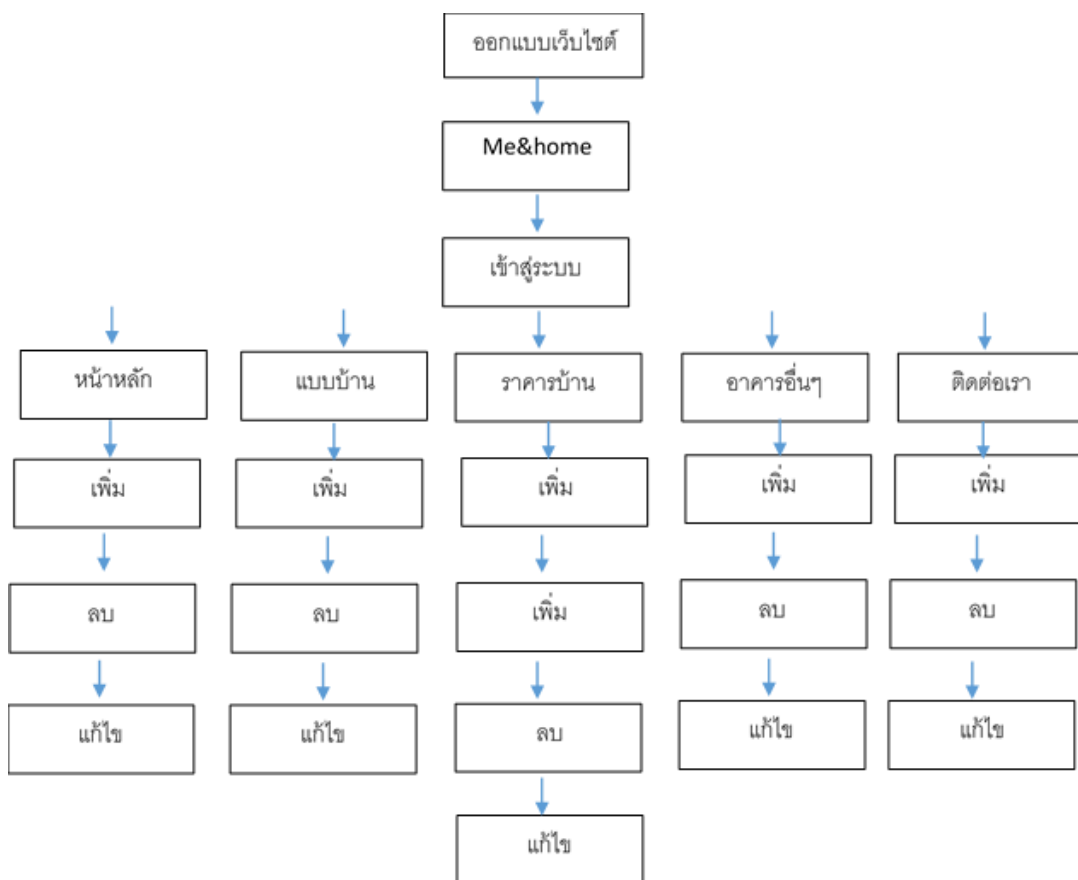 ออกแบบเว็บไซต์
Me&home
เข้าสู่ระบบ
หน้าหลัก แบบบ้าน ราคารบ้าน อาคารอื่นๆ ติดต่อเรา
เพิ่ม เพิ่ม เพิ่ม เพิ่ม เพิ่ม
ลบ ลบ เพิ่ม ลบ ลบ
แก้ไข แก้ไข ลบ แก้ไข แก้ไข
แก้ไข